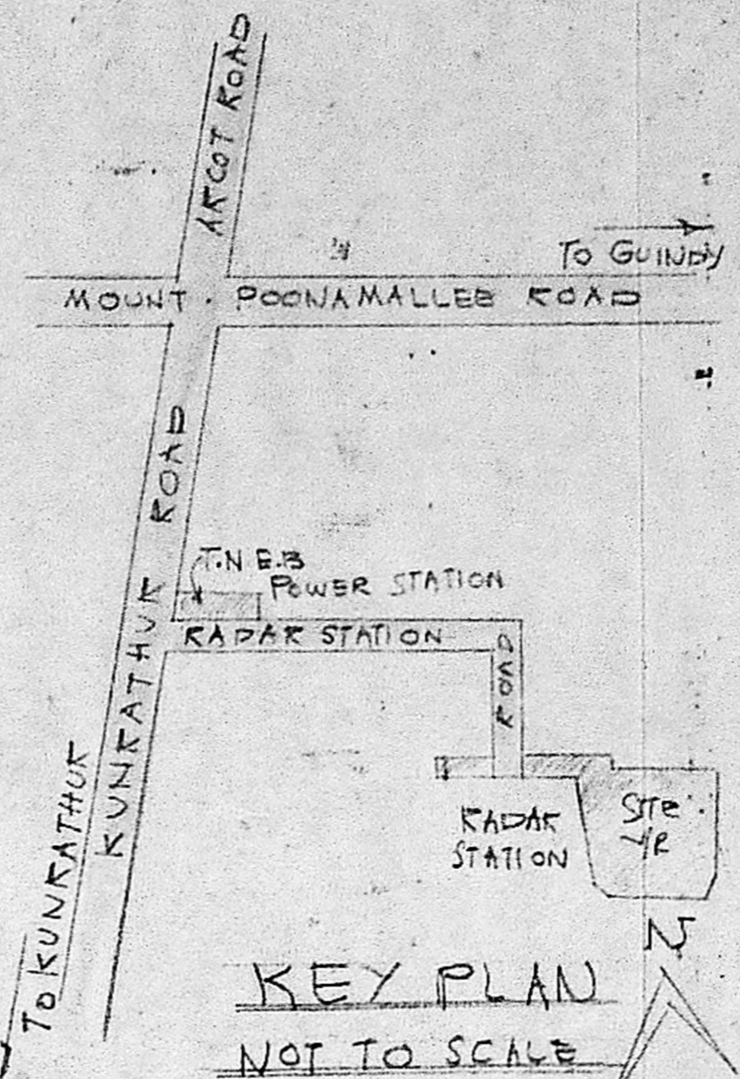 ARCOT ROAD
TO GUINDY
MOUNT. POONAMALLEE ROAD
KUNRATHUR ROAD
T.N E.B
POWER STATION
RADAR STATION
ROAD
RADAR
STATION
SITE
U/R
TO KUNRATHUR
N
KEY PLAN
NOT TO SCALE